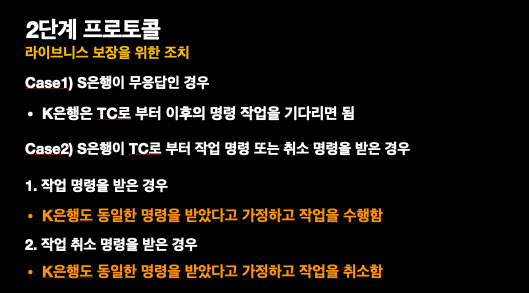 2단계 프로토콜
라이브니스 보장을 위한 조치
Case1) S은행이 무응답인 경우
• K은행은 TC로 부터 이후의 명령 작업을 기다리면 됨
Case2) S은행이 TC로 부터 작업 명령 또는 취소 명령을 받은 경우
1. 작업 명령을 받은 경우
• K은행도 동일한 명령을 받았다고 가정하고 작업을 수행함
2. 작업 취소 명령을 받은 경우
• K은행도 동일한 명령을 받았다고 가정하고 작업을 취소함